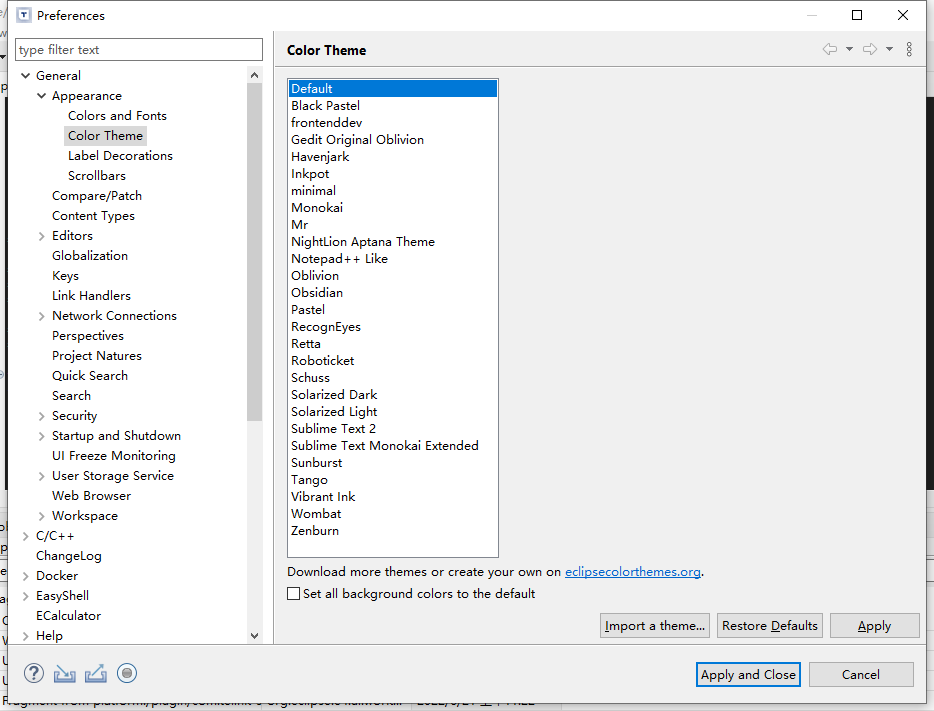 Preferences
type filter text
General
Appearance
Colors and Fonts
Color Theme
Label Decorations
Scrollbars
Compare/Patch
Content Types
Editors
Globalization
Keys
Link Handlers
Network Connections
Perspectives
Project Natures
Quick Search
Search
Security
Startup and Shutdown
UI Freeze Monitoring
User Storage Service
Web Browser
Workspace
C/C++
ChangeLog
Docker
EasyShell
ECalculator
Help
Color Theme
Default
Black Pastel
frontenddev
Gedit Original Oblivion
Havenjark
Inkpot
minimal
Monokai
Mr
NightLion Aptana Theme
Notepad++ Like
Oblivion
Obsidian
Pastel
RecognEyes
Retta
Roboticket
Schuss
Solarized Dark
Solarized Light
Sublime Text 2
Sublime Text Monokai Extended
Sunburst
Tango
Vibrant Ink
Wombat
Zenburn
Download more themes or create your own on eclipsecolorthemes.org.
Set all background colors to the default
Import a theme...
Restore Defaults
Apply
Apply and Close
Cancel